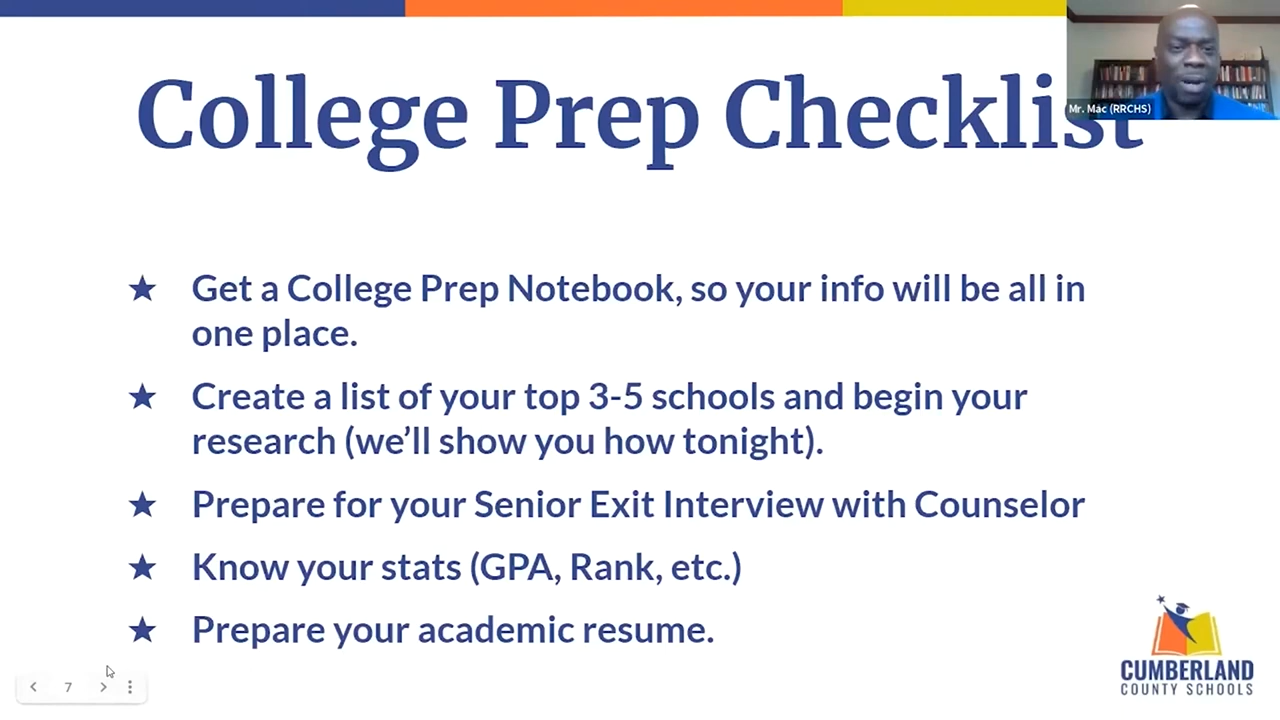 College Prep Checklist
Mr. Mac (RRCHS)
★ Get a College Prep Notebook, so your info will be all in
one place.
★ Create a list of your top 3-5 schools and begin your
research (we’ll show you how tonight).
★ Prepare for your Senior Exit Interview with Counselor
★ Know your stats (GPA, Rank, etc.)
★ Prepare your academic resume.
7
CUMBERLAND
COUNTY SCHOOLS